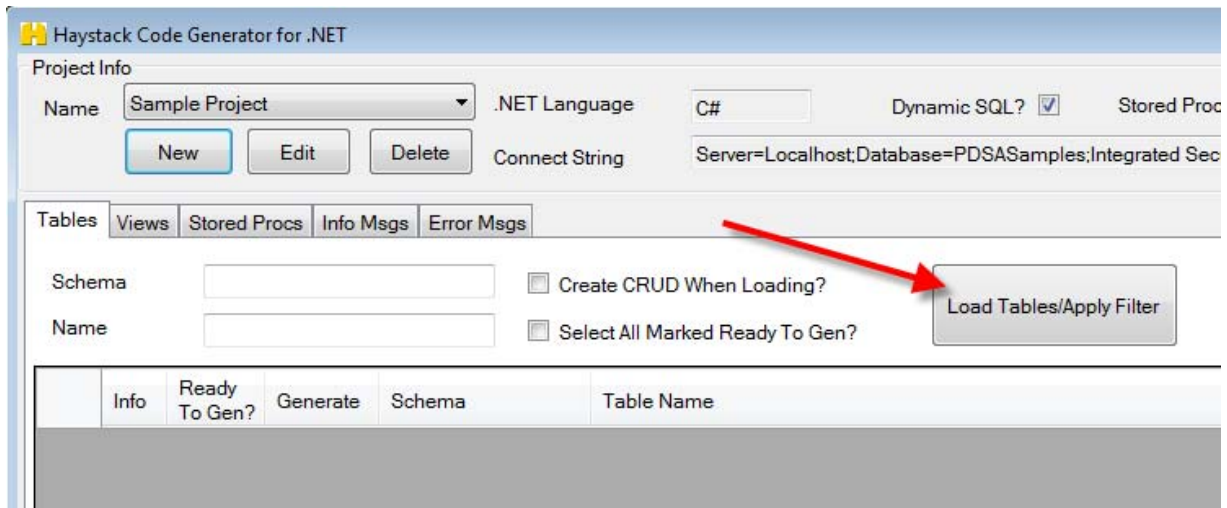 Haystack Code Generator for .NET
Project Info
Name Sample Project .NET Language C# Dynamic SQL? Stored Proc
New Edit Delete Connect String Server=Localhost;Database=PDSASamples;Integrated Sec
Tables Views Stored Procs Info Msgs Error Msgs
Schema Create CRUD When Loading?
Load Tables/Apply Filter
Name Select All Marked Ready To Gen?
Info Ready To Gen? Generate Schema Table Name